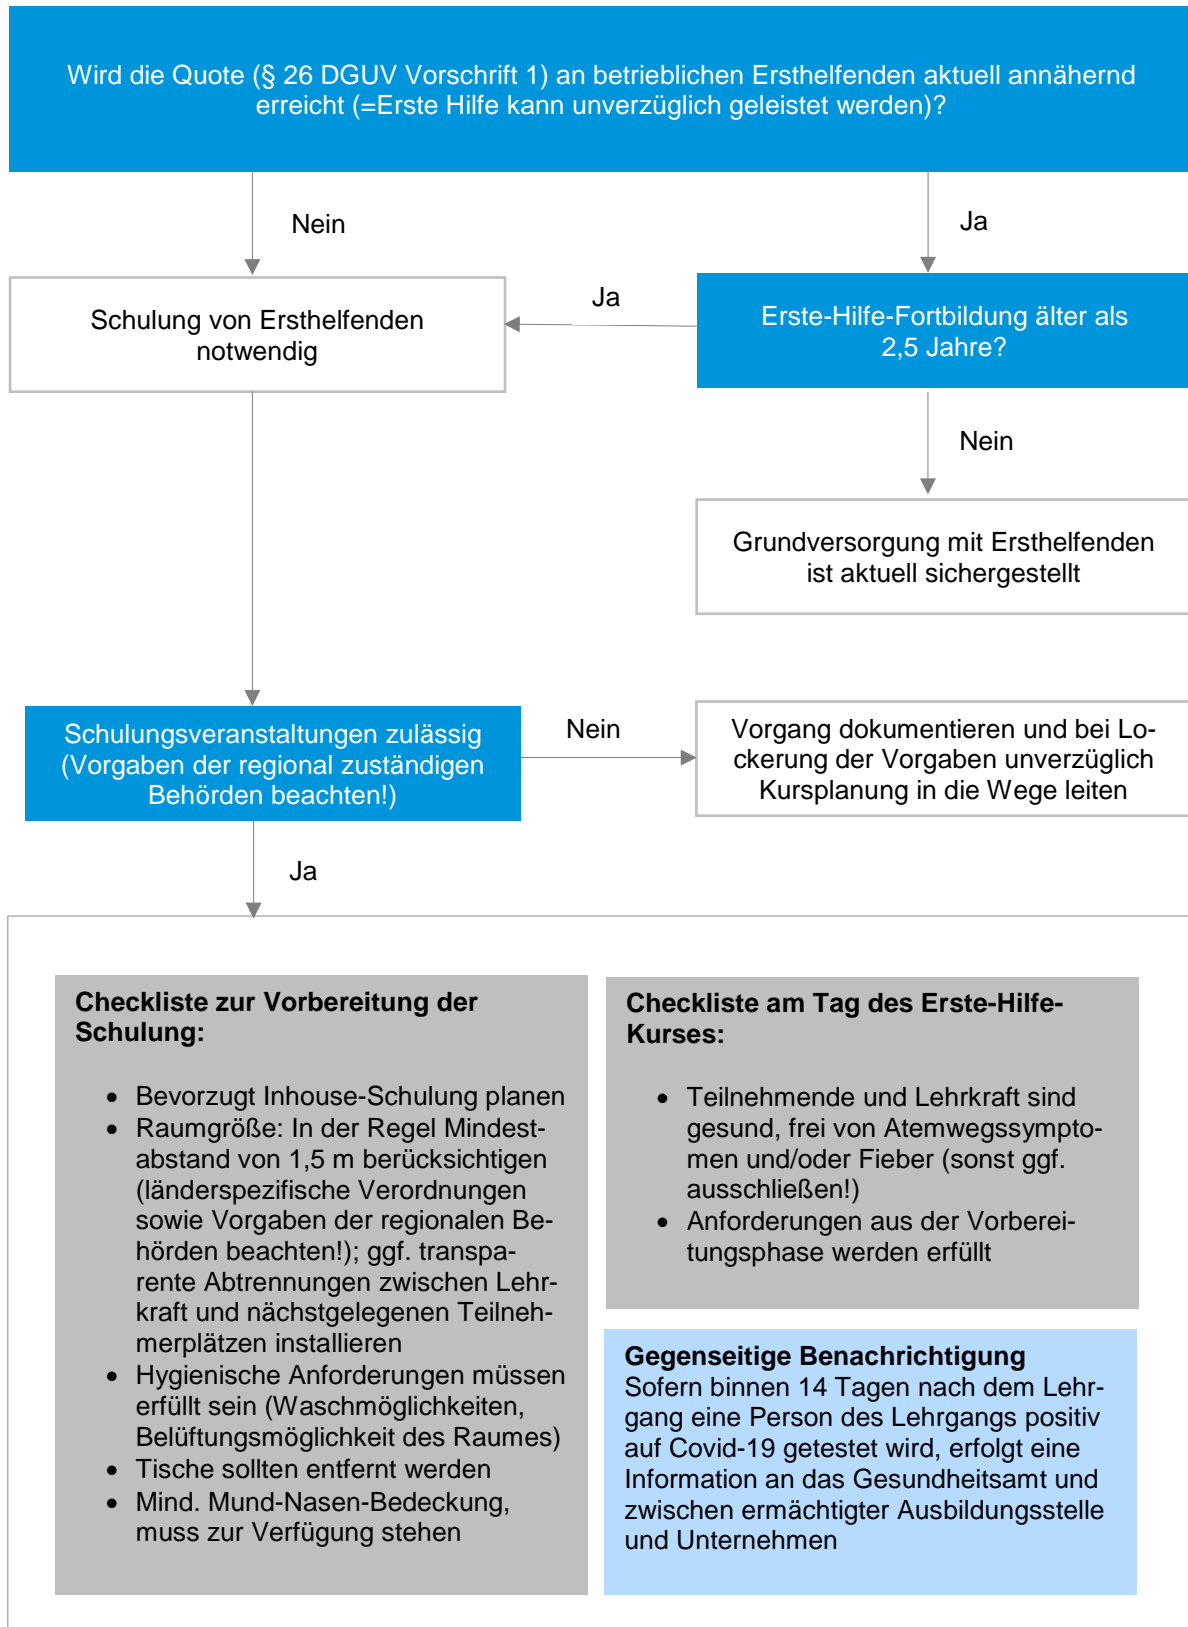 Wird die Quote (§ 26 DGUV Vorschrift 1) an betrieblichen Ersthelfenden aktuell annähernd
erreicht (=Erste Hilfe kann unverzüglich geleistet werden)?
Nein
Ja
Schulung von Ersthelfenden
notwendig
Ja
Erste-Hilfe-Fortbildung älter als
2,5 Jahre?
Nein
Grundversorgung mit Ersthelfenden
ist aktuell sichergestellt
Schulungsveranstaltungen zulässig
(Vorgaben der regional zuständigen
Behörden beachten!)
Nein
Vorgang dokumentieren und bei Lo-
ckerung der Vorgaben unverzüglich
Kursplanung in die Wege leiten
Ja
Checkliste zur Vorbereitung der
Schulung:
• Bevorzugt Inhouse-Schulung planen
• Raumgröße: In der Regel Mindest-
abstand von 1,5 m berücksichtigen
(länderspezifische Verordnungen
sowie Vorgaben der regionalen Be-
hörden beachten!); ggf. transpa-
rente Abtrennungen zwischen Lehr-
kraft und nächstgelegenen Teilneh-
merplätzen installieren
• Hygienische Anforderungen müssen
erfüllt sein (Waschmöglichkeiten,
Belüftungsmöglichkeit des Raumes)
• Tische sollten entfernt werden
• Mind. Mund-Nasen-Bedeckung,
muss zur Verfügung stehen
Checkliste am Tag des Erste-Hilfe-
Kurses:
• Teilnehmende und Lehrkraft sind
gesund, frei von Atemwegssympto-
men und/oder Fieber (sonst ggf.
ausschließen!)
• Anforderungen aus der Vorberei-
tungsphase werden erfüllt
Gegenseitige Benachrichtigung
Sofern binnen 14 Tagen nach dem Lehr-
gang eine Person des Lehrgangs positiv
auf Covid-19 getestet wird, erfolgt eine
Information an das Gesundheitsamt und
zwischen ermächtigter Ausbildungsstelle
und Unternehmen